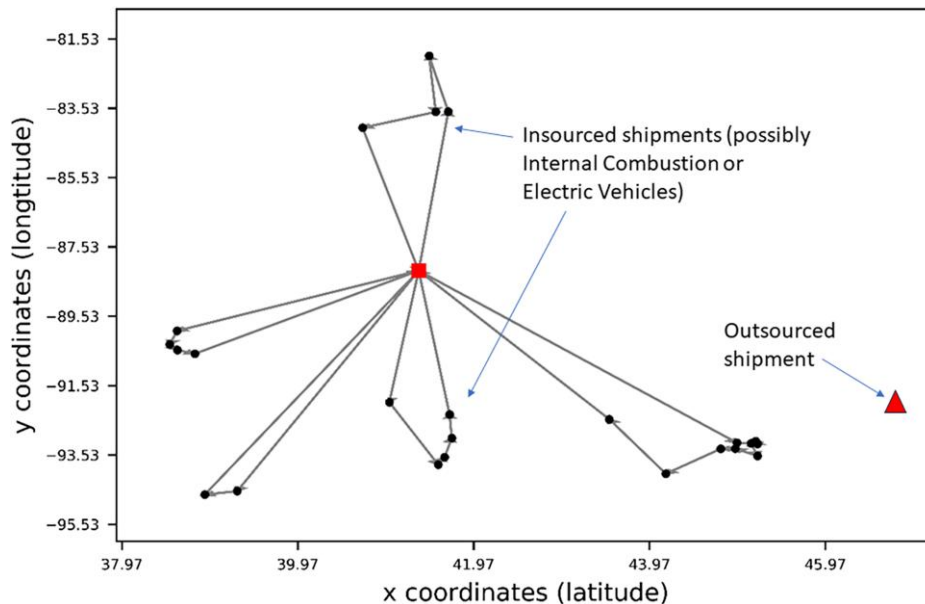 −81.53
−83.53
−85.53
−87.53
−89.53
−91.53
−93.53
−95.53
y coordinates (longtitude)
Insourced shipments (possibly
Internal Combustion or
Electric Vehicles)
Outsourced
shipment
37.97
39.97
41.97
43.97
45.97
x coordinates (latitude)